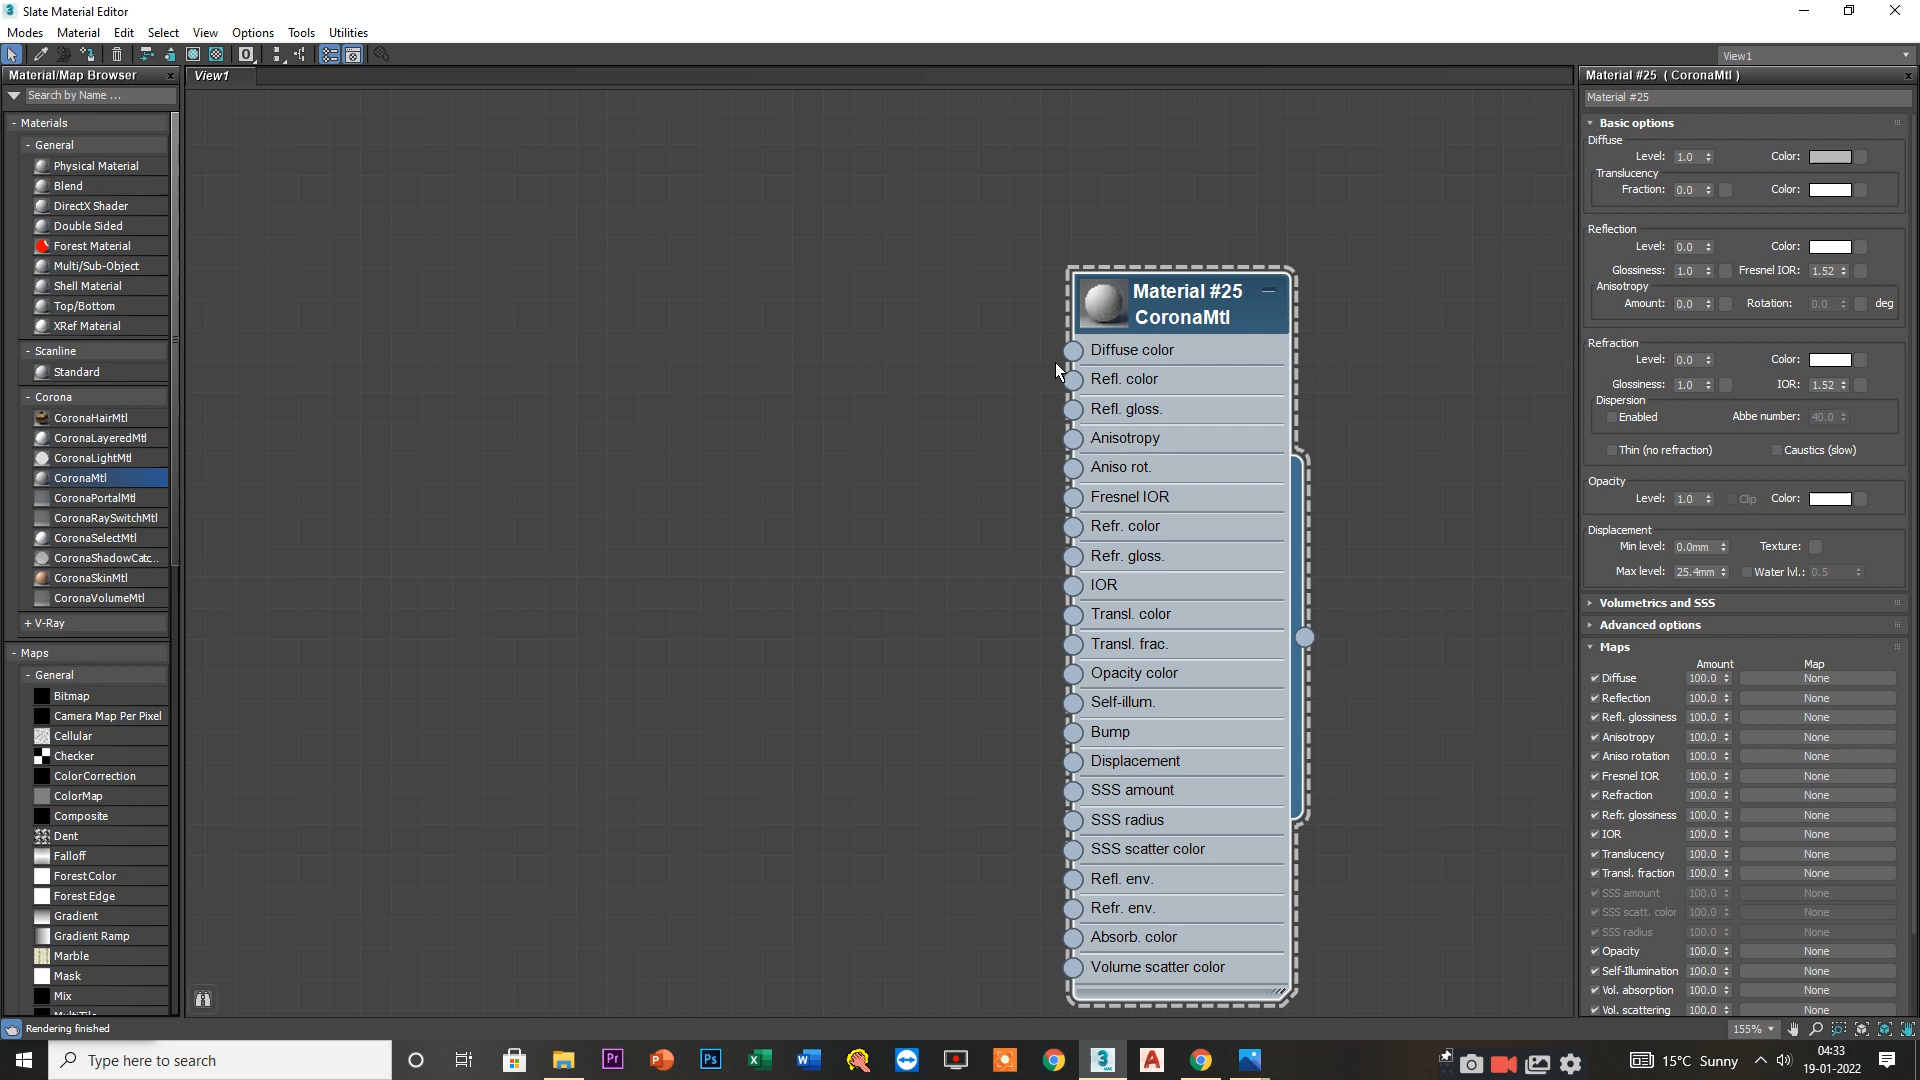 Slate Material Editor
Modes Material Edit Select View Options Tools Utilities
View1
Material/Map Browser
View1
Material #25 ( CoronaMtl )
Search by Name ...
Material #25
- Materials
- General
Physical Material
Blend
DirectX Shader
Double Sided
Forest Material
Multi/Sub-Object
Shell Material
Top/Bottom
XRef Material
- Scanline
Standard
- Corona
CoronaHairMtl
CoronaLayeredMtl
CoronaLightMtl
CoronaMtl
CoronaPortalMtl
CoronaRaySwitchMtl
CoronaSelectMtl
CoronaShadowCatc...
CoronaSkinMtl
CoronaVolumeMtl
+ V-Ray
- Maps
- General
Bitmap
Camera Map Per Pixel
Cellular
Checker
ColorCorrection
ColorMap
Composite
Dent
Falloff
ForestColor
ForestEdge
Gradient
Gradient Ramp
Marble
Mask
Mix
MultiTile
Material #25
CoronaMtl
Diffuse color
Refl. color
Refl. gloss.
Anisotropy
Aniso rot.
Fresnel IOR
Refr. color
Refr. gloss.
IOR
Transl. color
Transl. frac.
Opacity color
Self-illum.
Bump
Displacement
SSS amount
SSS radius
SSS scatter color
Refl. env.
Refr. env.
Absorb. color
Volume scatter color
Basic options
Diffuse
Level: 1.0 Color:
Translucency
Fraction: 0.0 Color:
Reflection
Level: 0.0 Color:
Glossiness: 1.0 Fresnel IOR: 1.52
Anisotropy
Amount: 0.0 Rotation: 0.0 deg
Refraction
Level: 0.0 Color:
Glossiness: 1.0 IOR: 1.52
Dispersion
Enabled Abbe number: 40.0
Thin (no refraction) Caustics (slow)
Opacity
Level: 1.0 Clip Color:
Displacement
Min level: 0.0mm Texture:
Max level: 25.4mm Water lvl.: 0.5
Volumetrics and SSS
Advanced options
Maps
Amount Map
Diffuse 100.0 None
Reflection 100.0 None
Refl. glossiness 100.0 None
Anisotropy 100.0 None
Aniso rotation 100.0 None
Fresnel IOR 100.0 None
Refraction 100.0 None
Refr. glossiness 100.0 None
IOR 100.0 None
Translucency 100.0 None
Transl. fraction 100.0 None
SSS amount 100.0 None
SSS scatt. color 100.0 None
SSS radius 100.0 None
Opacity 100.0 None
Self-Illumination 100.0 None
Vol. absorption 100.0 None
Vol. scattering 100.0 None
Rendering finished
155%
Type here to search
Pr
Ps
15°C Sunny
04:33
19-01-2022